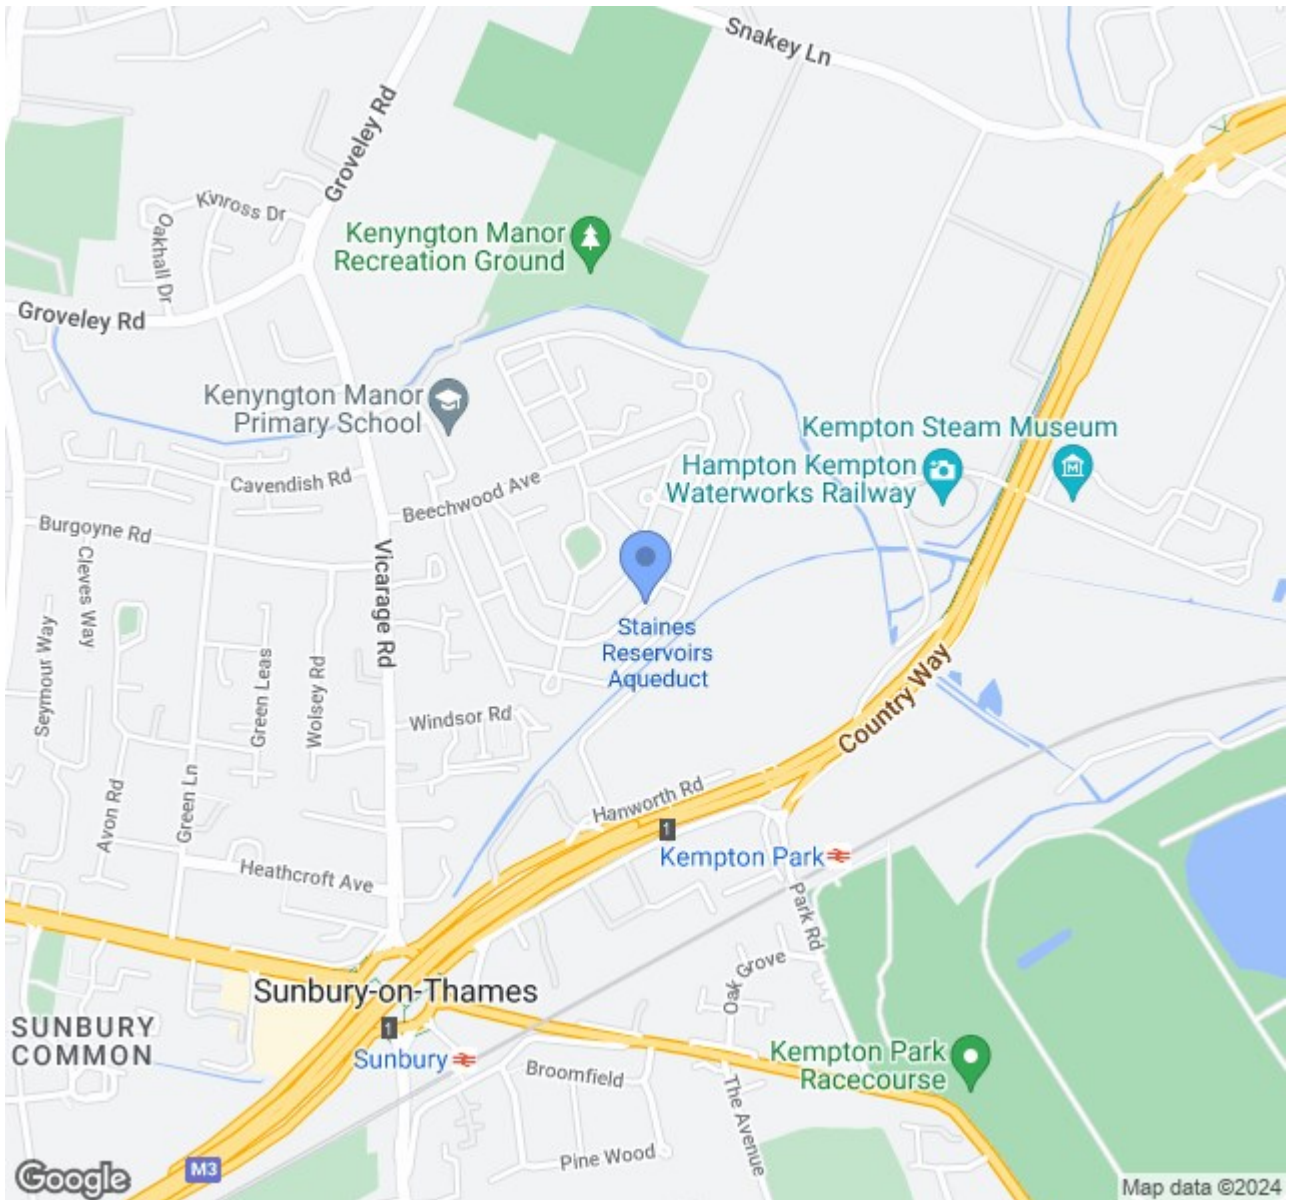 Snakey Ln
Groveley Rd
Kinross Dr
Oakhall Dr
Kenyngton Manor
Recreation Ground
Groveley Rd
Kenyngton Manor
Primary School
Kempton Steam Museum
Hampton Kempton
Waterworks Railway
Cavendish Rd
Beechwood Ave
Burgoyne Rd
Cleves Way
Vicarage Rd
Staines
Reservoirs
Aqueduct
Seymour Way
Green Leas
Wolsey Rd
Windsor Rd
Country Way
Avon Rd
Green Ln
Hanworth Rd
1
Kempton Park
Heathcroft Ave
Park Rd
Oak Grove
Sunbury-on-Thames
SUNBURY
COMMON
1
Sunbury
Broomfield
Kempton Park
Racecourse
The Avenue
Pine Wood
M3
Google
Map data ©2024